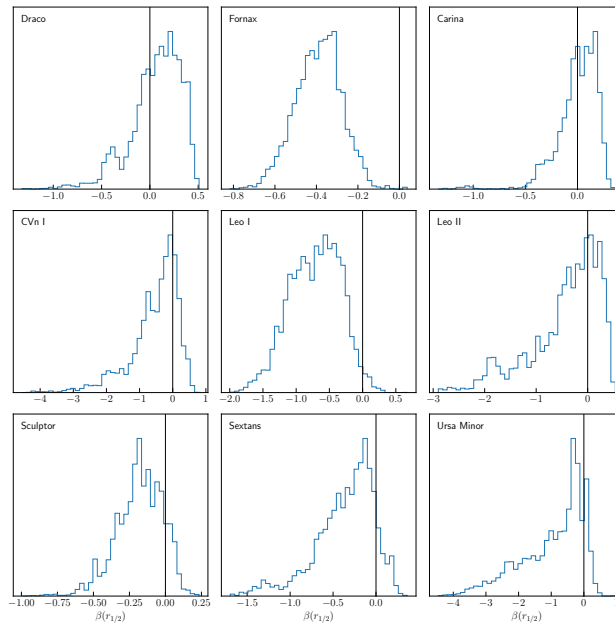 Draco
Fornax
Carina
−1.0 −0.5 0.0 0.5
−0.8 −0.6 −0.4 −0.2 0.0
−1.0 −0.5 0.0
CVn I
Leo I
Leo II
−4 −3 −2 −1 0 1
−2.0 −1.5 −1.0 −0.5 0.0 0.5
−3 −2 −1 0
Sculptor
Sextans
Ursa Minor
−1.00 −0.75 −0.50 −0.25 0.00 0.25
−1.5 −1.0 −0.5 0.0
−4 −3 −2 −1 0
β(r1/2)
β(r1/2)
β(r1/2)